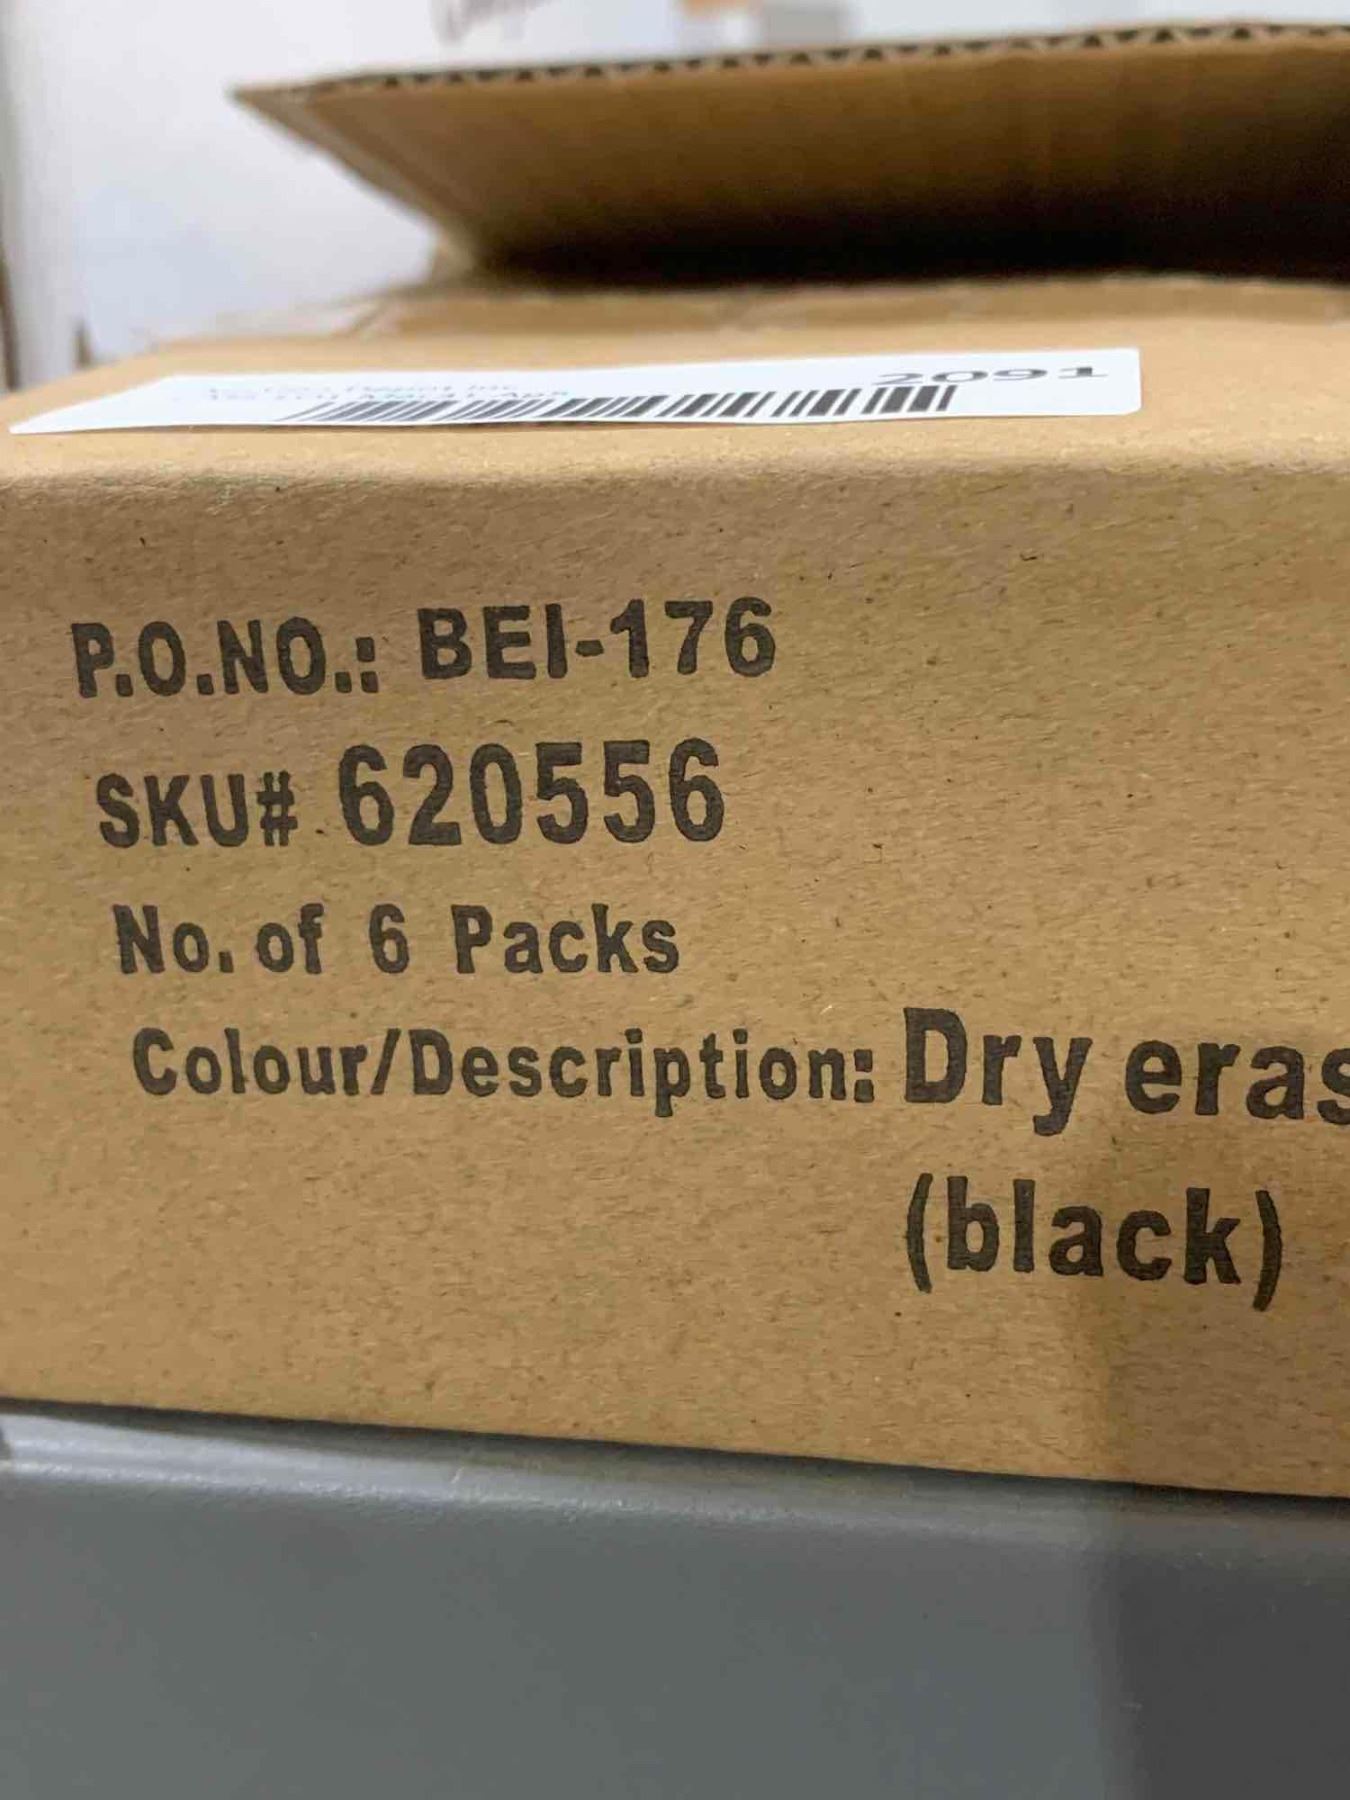 2091
P.O.NO.: BEI-176
SKU# 620556
No. of 6 Packs
Colour/Description: Dry eras
(black)